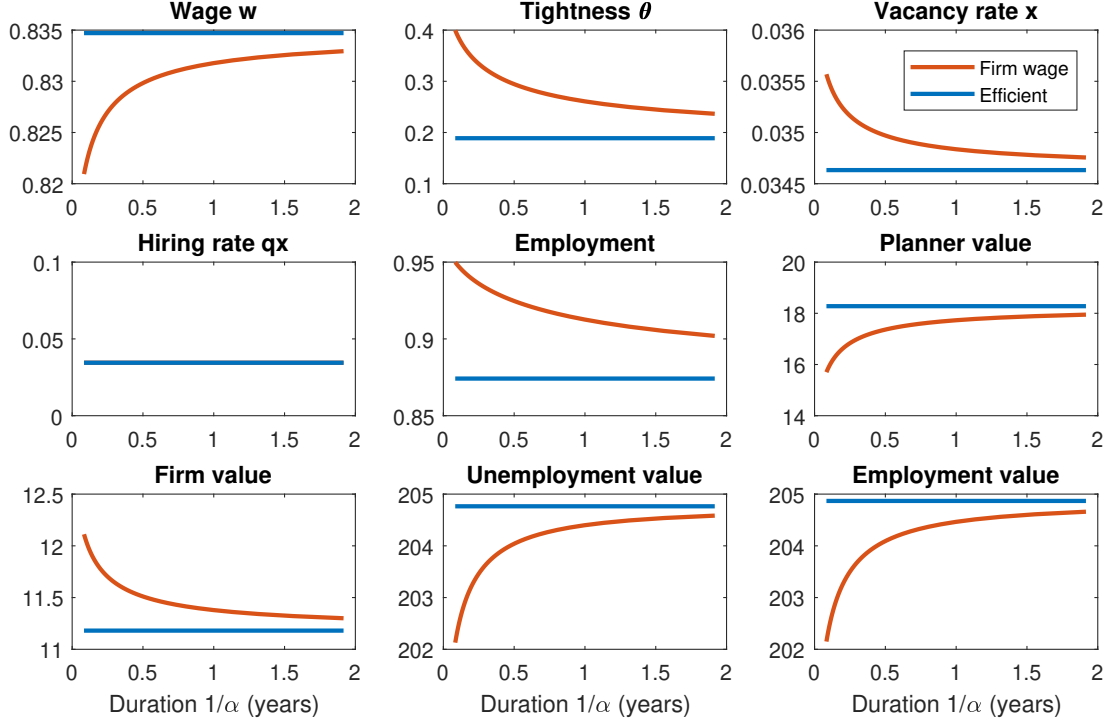 Wage w
0.835
0.83
0.825
0.82
0 0.5 1 1.5 2
Tightness θ
0.4
0.3
0.2
0.1
0 0.5 1 1.5 2
Vacancy rate x
0.036
0.0355
0.035
0.0345
0 0.5 1 1.5 2
Firm wage
Efficient
Hiring rate qx
0.1
0.05
0
0 0.5 1 1.5 2
Employment
0.95
0.9
0.85
0 0.5 1 1.5 2
Planner value
20
18
16
14
0 0.5 1 1.5 2
Firm value
12.5
12
11.5
11
0 0.5 1 1.5 2
Duration 1/α (years)
Unemployment value
205
204
203
202
0 0.5 1 1.5 2
Duration 1/α (years)
Employment value
205
204
203
202
0 0.5 1 1.5 2
Duration 1/α (years)